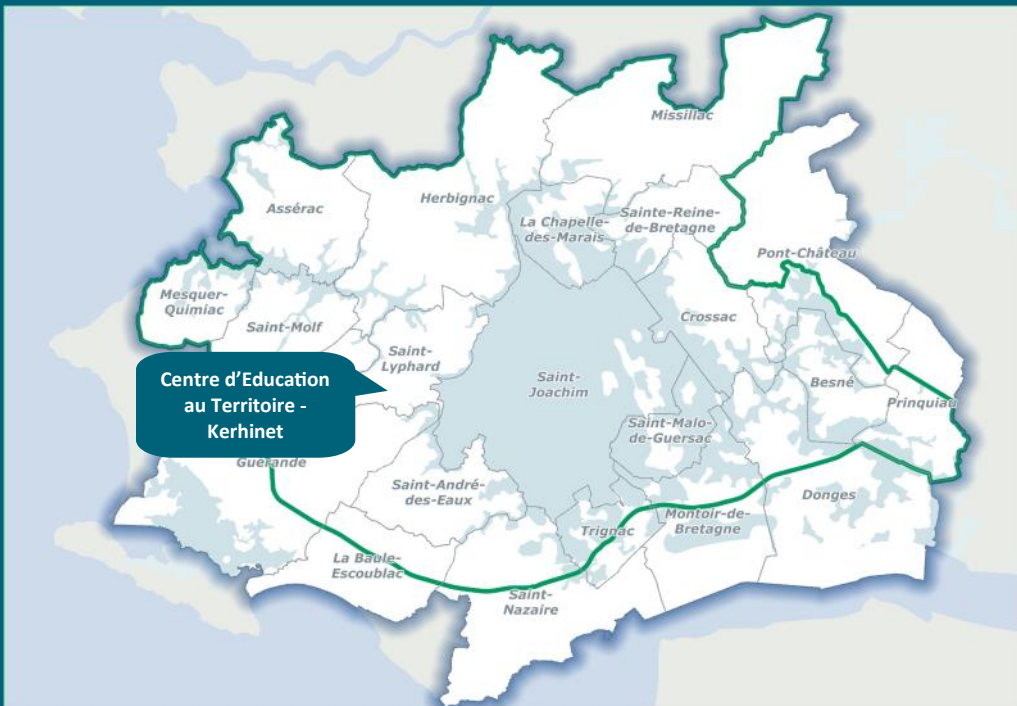 Missillac
Herbignac
Assérac
La Chapelle-
des-Marais
Sainte-Reine-
de-Bretagne
Pont-Château
Mesquer-
Quimiac
Saint-Molf
Crossac
Saint-
Lyphard
Centre d’Education
au Territoire -
Kerhinet
Saint-
Joachim
Besné
Prinquiau
Saint-Malo-
de-Guersac
Guérande
Saint-André-
des-Eaux
Donges
Montoir-de-
Bretagne
Trignac
La Baule-
Escoublac
Saint-
Nazaire